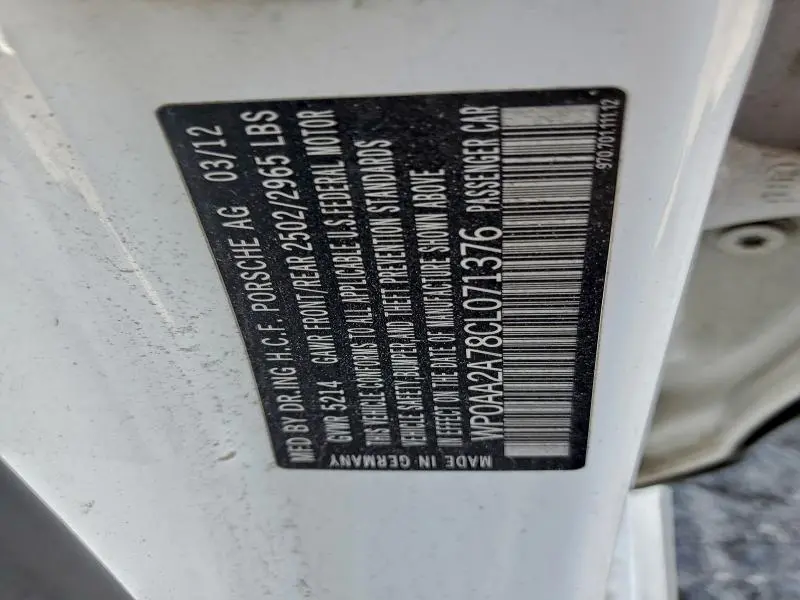 MFD BY DR. ING H.C.F. PORSCHE AG 03/12
GVWR 5214 GAWR FRONT/REAR 2502/2965 LBS
THIS VEHICLE CONFORMS TO ALL APPLICABLE U.S FEDERAL MOTOR
VEHICLE SAFETY BUMPER, AND THEFT PREVENTION STANDARDS
IN EFFECT ON THE DATE OF MANUFACTURE SHOWN ABOVE
WP0AA2A78CL071376 PASSENGER CAR
MADE IN GERMANY
970.701.111.12